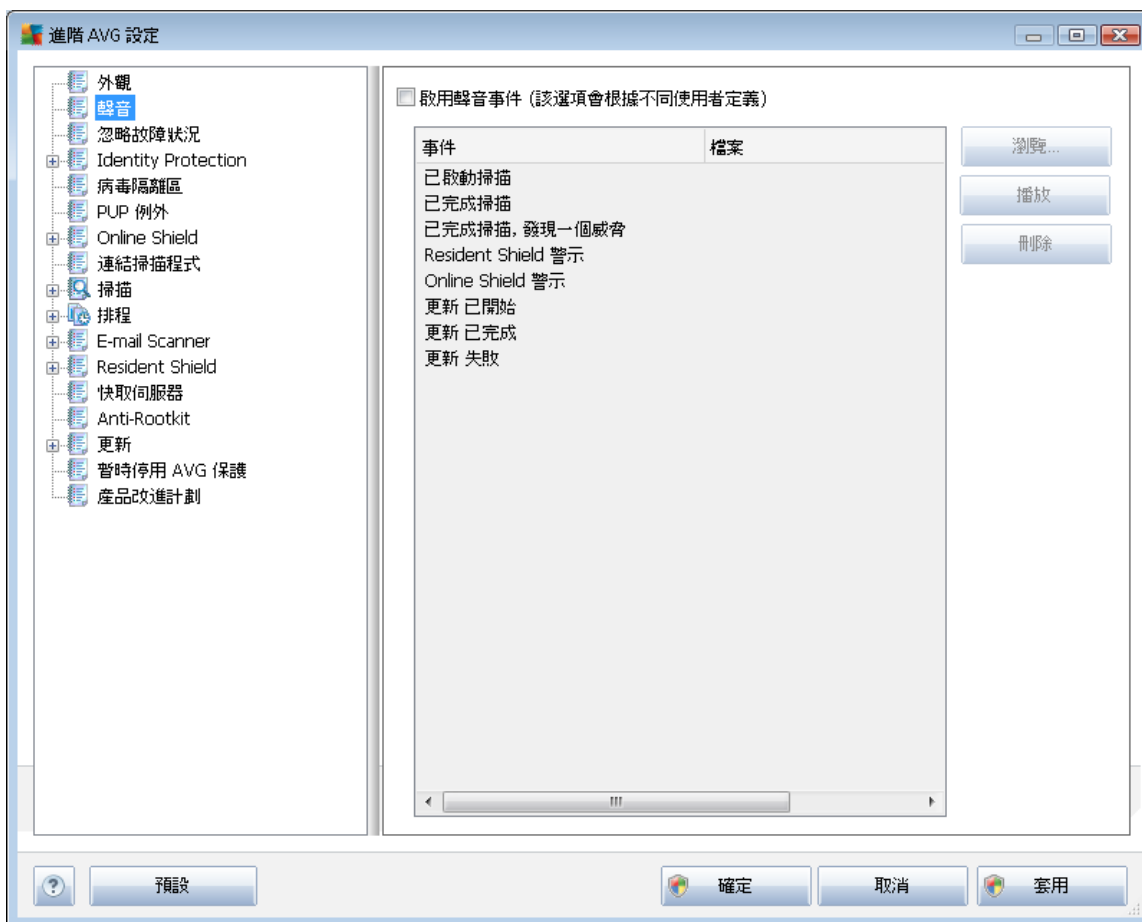 進階 AVG 設定
外觀
聲音
忽略故障狀況
Identity Protection
病毒隔離區
PUP 例外
Online Shield
連結掃描程式
掃描
排程
E-mail Scanner
Resident Shield
快取伺服器
Anti-Rootkit
更新
暫時停用 AVG 保護
產品改進計劃
啟用聲音事件 (該選項會根據不同使用者定義)
事件 檔案
已啟動掃描
已完成掃描
已完成掃描, 發現一個威脅
Resident Shield 警示
Online Shield 警示
更新 已開始
更新 已完成
更新 失敗
瀏覽...
播放
刪除
? 預設 確定 取消 套用